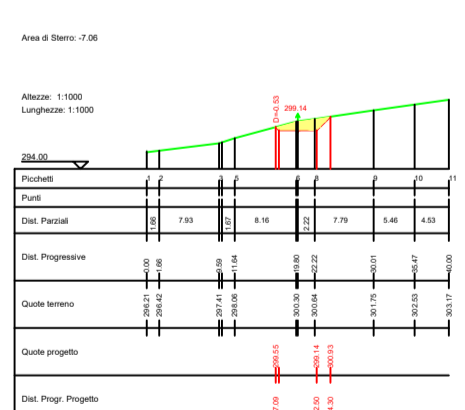 Area di Sterro: -7.06
Altezze: 1:1000
Lunghezze: 1:1000
D=-0.53
299.14
294.00
Picchetti 1 2 3 5 6 8 9 10 11
Punti
Dist. Parziali 1.66 7.93 1.67 8.16 2.22 7.79 5.46 4.53
Dist. Progressive 0.00 1.66 9.59 11.64 19.80 22.22 30.01 35.47 40.00
Quote terreno 296.21 296.42 297.41 298.06 300.30 300.64 301.75 302.53 303.17
Quote progetto 299.55 299.14 300.93
Dist. Progr. Progetto